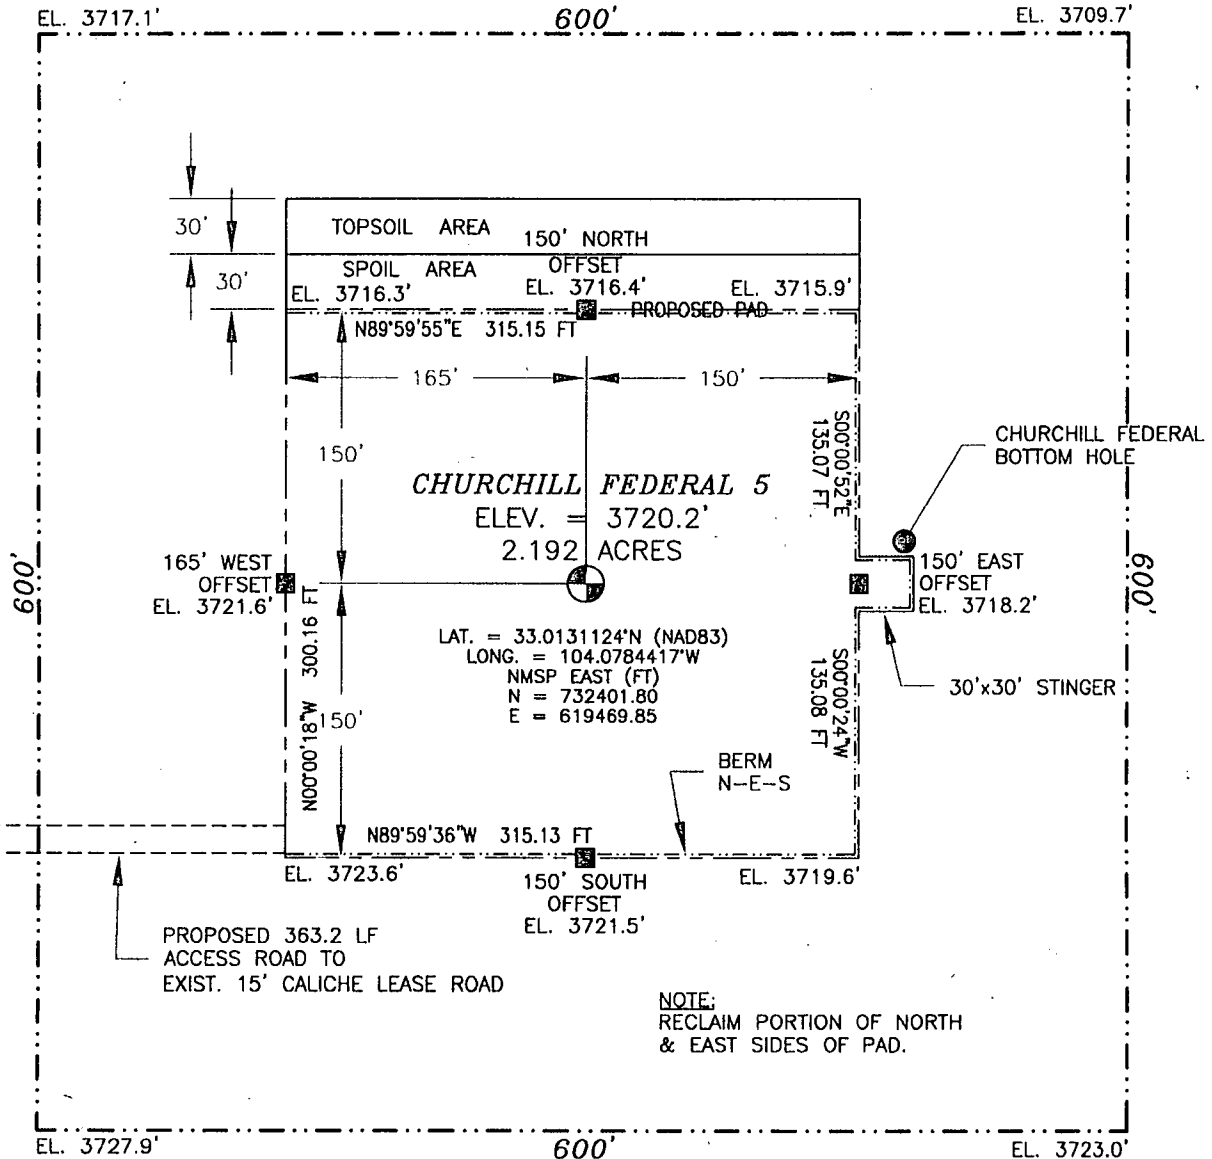 EL. 3717.1'
600'
EL. 3709.7'
30'
TOPSOIL AREA
150' NORTH
OFFSET
EL. 3716.4'
30'
SPOIL AREA
EL. 3716.3'
EL. 3715.9'
PROPOSED PAD
N89°59'55"E 315.15 FT
165'
150'
150'
S00°00'52"E
135.07 FT
CHURCHILL FEDERAL
BOTTOM HOLE
CHURCHILL FEDERAL 5
ELEV. = 3720.2'
2.192 ACRES
600'
165' WEST
OFFSET
EL. 3721.6'
150' EAST
OFFSET
EL. 3718.2'
600'
LAT. = 33.0131124°N (NAD83)
LONG. = 104.0784417°W
NMSP EAST (FT)
N = 732401.80
E = 619469.85
N00°00'18"W 300.16 FT
150'
S00°00'24"W
135.08 FT
30'x30' STINGER
BERM
N-E-S
N89°59'36"W 315.13 FT
EL. 3723.6'
150' SOUTH
OFFSET
EL. 3721.5'
EL. 3719.6'
PROPOSED 363.2 LF
ACCESS ROAD TO
EXIST. 15' CALICHE LEASE ROAD
NOTE:
RECLAIM PORTION OF NORTH
& EAST SIDES OF PAD.
EL. 3727.9'
600'
EL. 3723.0'